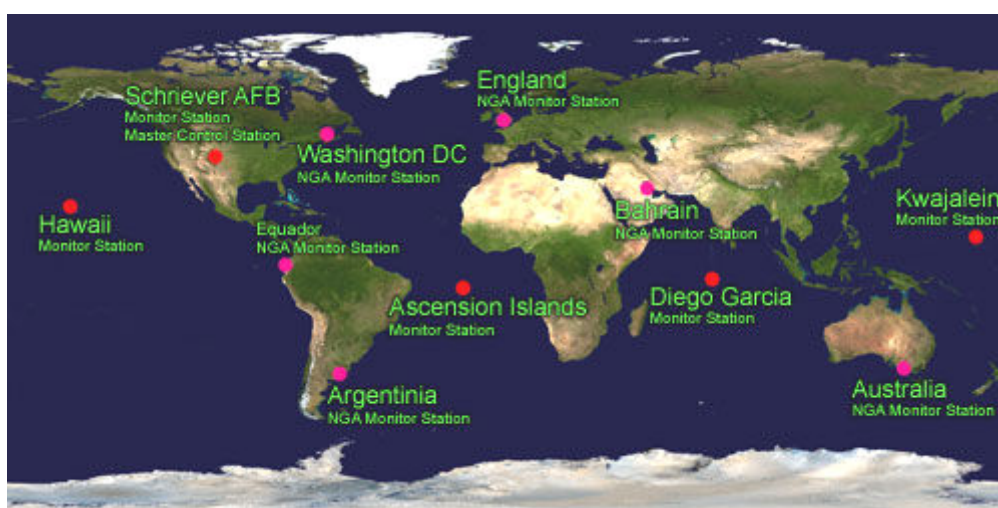 England
NGA Monitor Station
Schriever AFB
Monitor Station
Master Control Station
Washington DC
NGA Monitor Station
Kwajalein
Monitor Station
Hawaii
Monitor Station
Bahrain
NGA Monitor Station
Equador
NGA Monitor Station
Ascension Islands
Monitor Station
Diego Garcia
Monitor Station
Argentinia
NGA Monitor Station
Australia
NGA Monitor Station